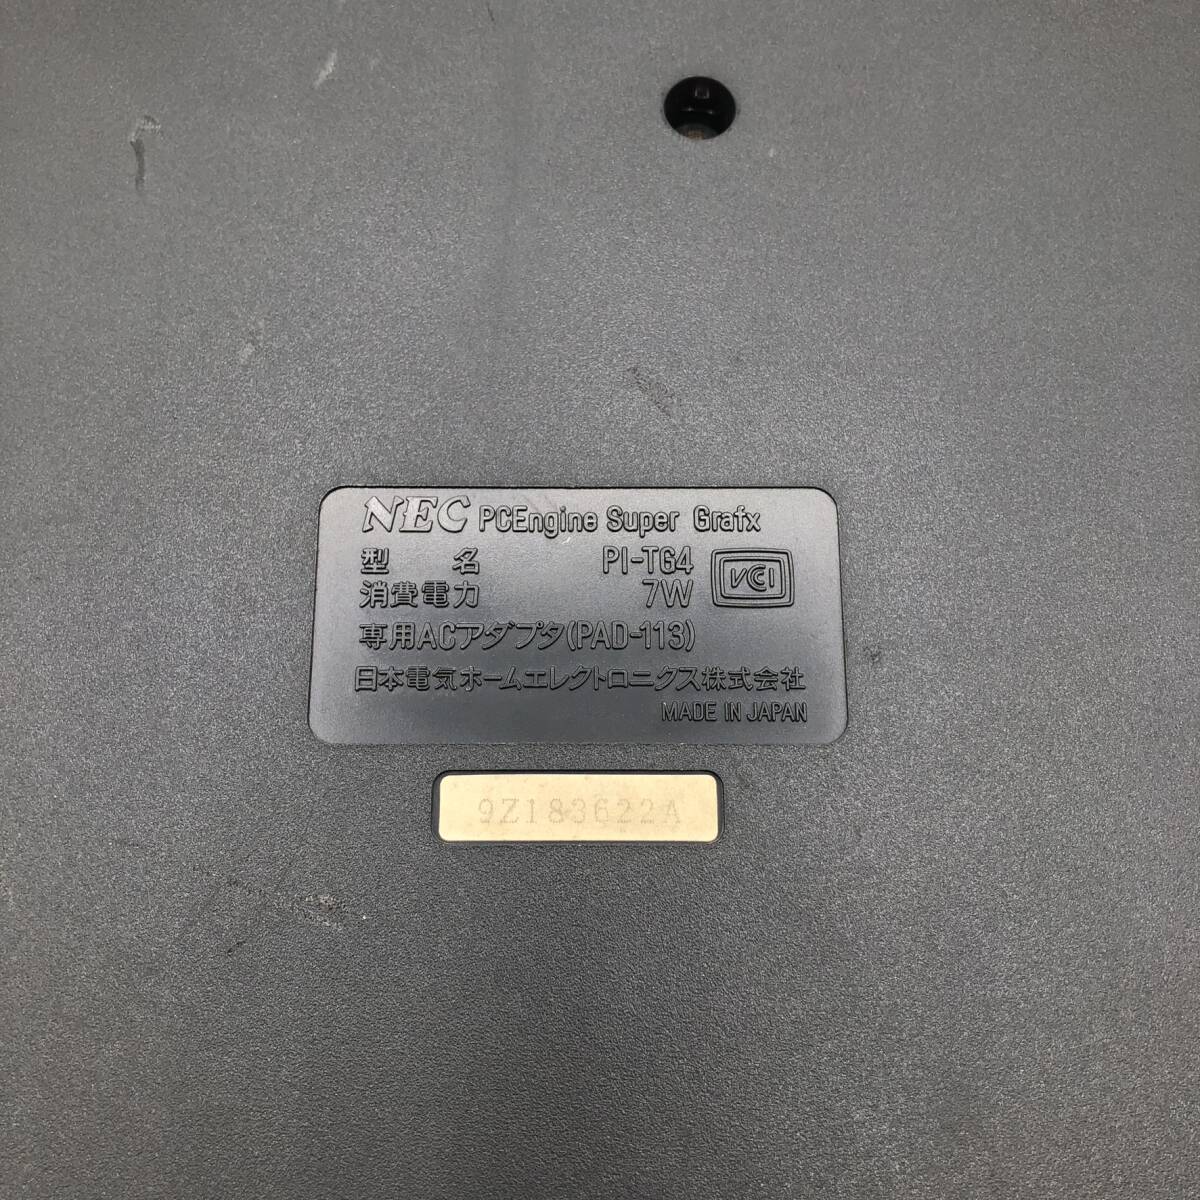 NEC PCEngine Super Grafx
型 名 PI-TG4
消費電力 7W
VCI
専用ACアダプタ(PAD-113)
日本電気ホームエレクトロニクス株式会社
MADE IN JAPAN
9Z183622A